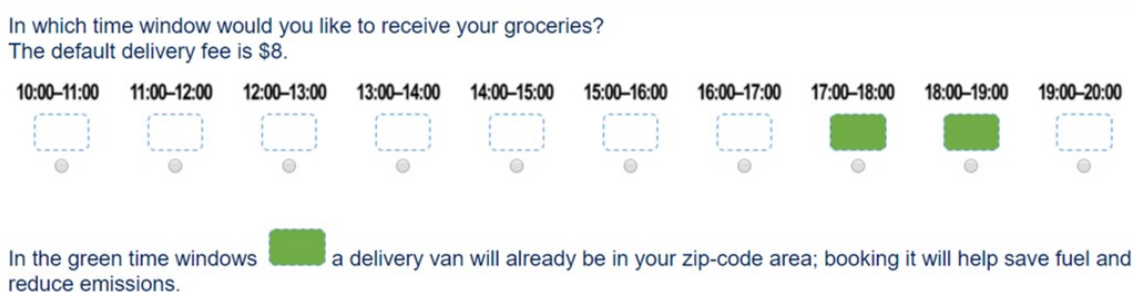 In which time window would you like to receive your groceries?
The default delivery fee is $8.
10:00–11:00 11:00–12:00 12:00–13:00 13:00–14:00 14:00–15:00 15:00–16:00 16:00–17:00 17:00–18:00 18:00–19:00 19:00–20:00
In the green time windows a delivery van will already be in your zip-code area; booking it will help save fuel and
reduce emissions.